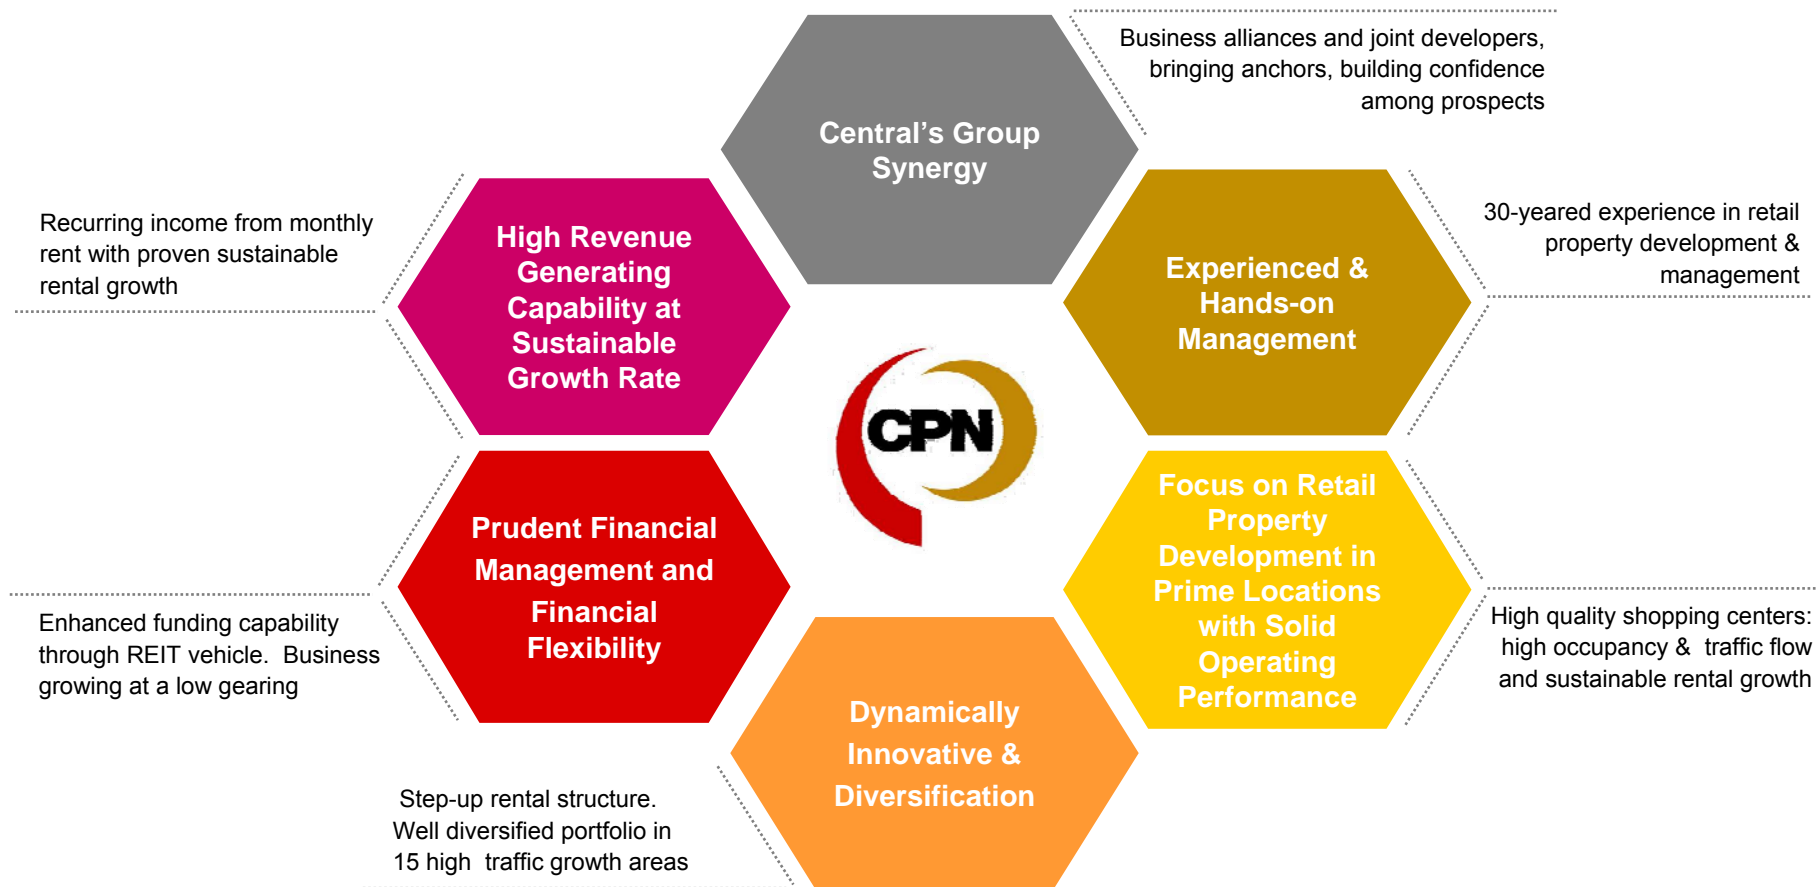 Business alliances and joint developers,
bringing anchors, building confidence
among prospects
Central’s Group
Synergy
Recurring income from monthly
rent with proven sustainable
rental growth
High Revenue
Generating
Capability at
Sustainable
Growth Rate
Experienced &
Hands-on
Management
30-yeared experience in retail
property development &
management
CPN
Prudent Financial
Management and
Financial
Flexibility
Enhanced funding capability
through REIT vehicle.  Business
growing at a low gearing
Focus on Retail
Property
Development in
Prime Locations
with Solid
Operating
Performance
High quality shopping centers:
high occupancy &  traffic flow
and sustainable rental growth
Dynamically
Innovative &
Diversification
Step-up rental structure.
Well diversified portfolio in
15 high  traffic growth areas